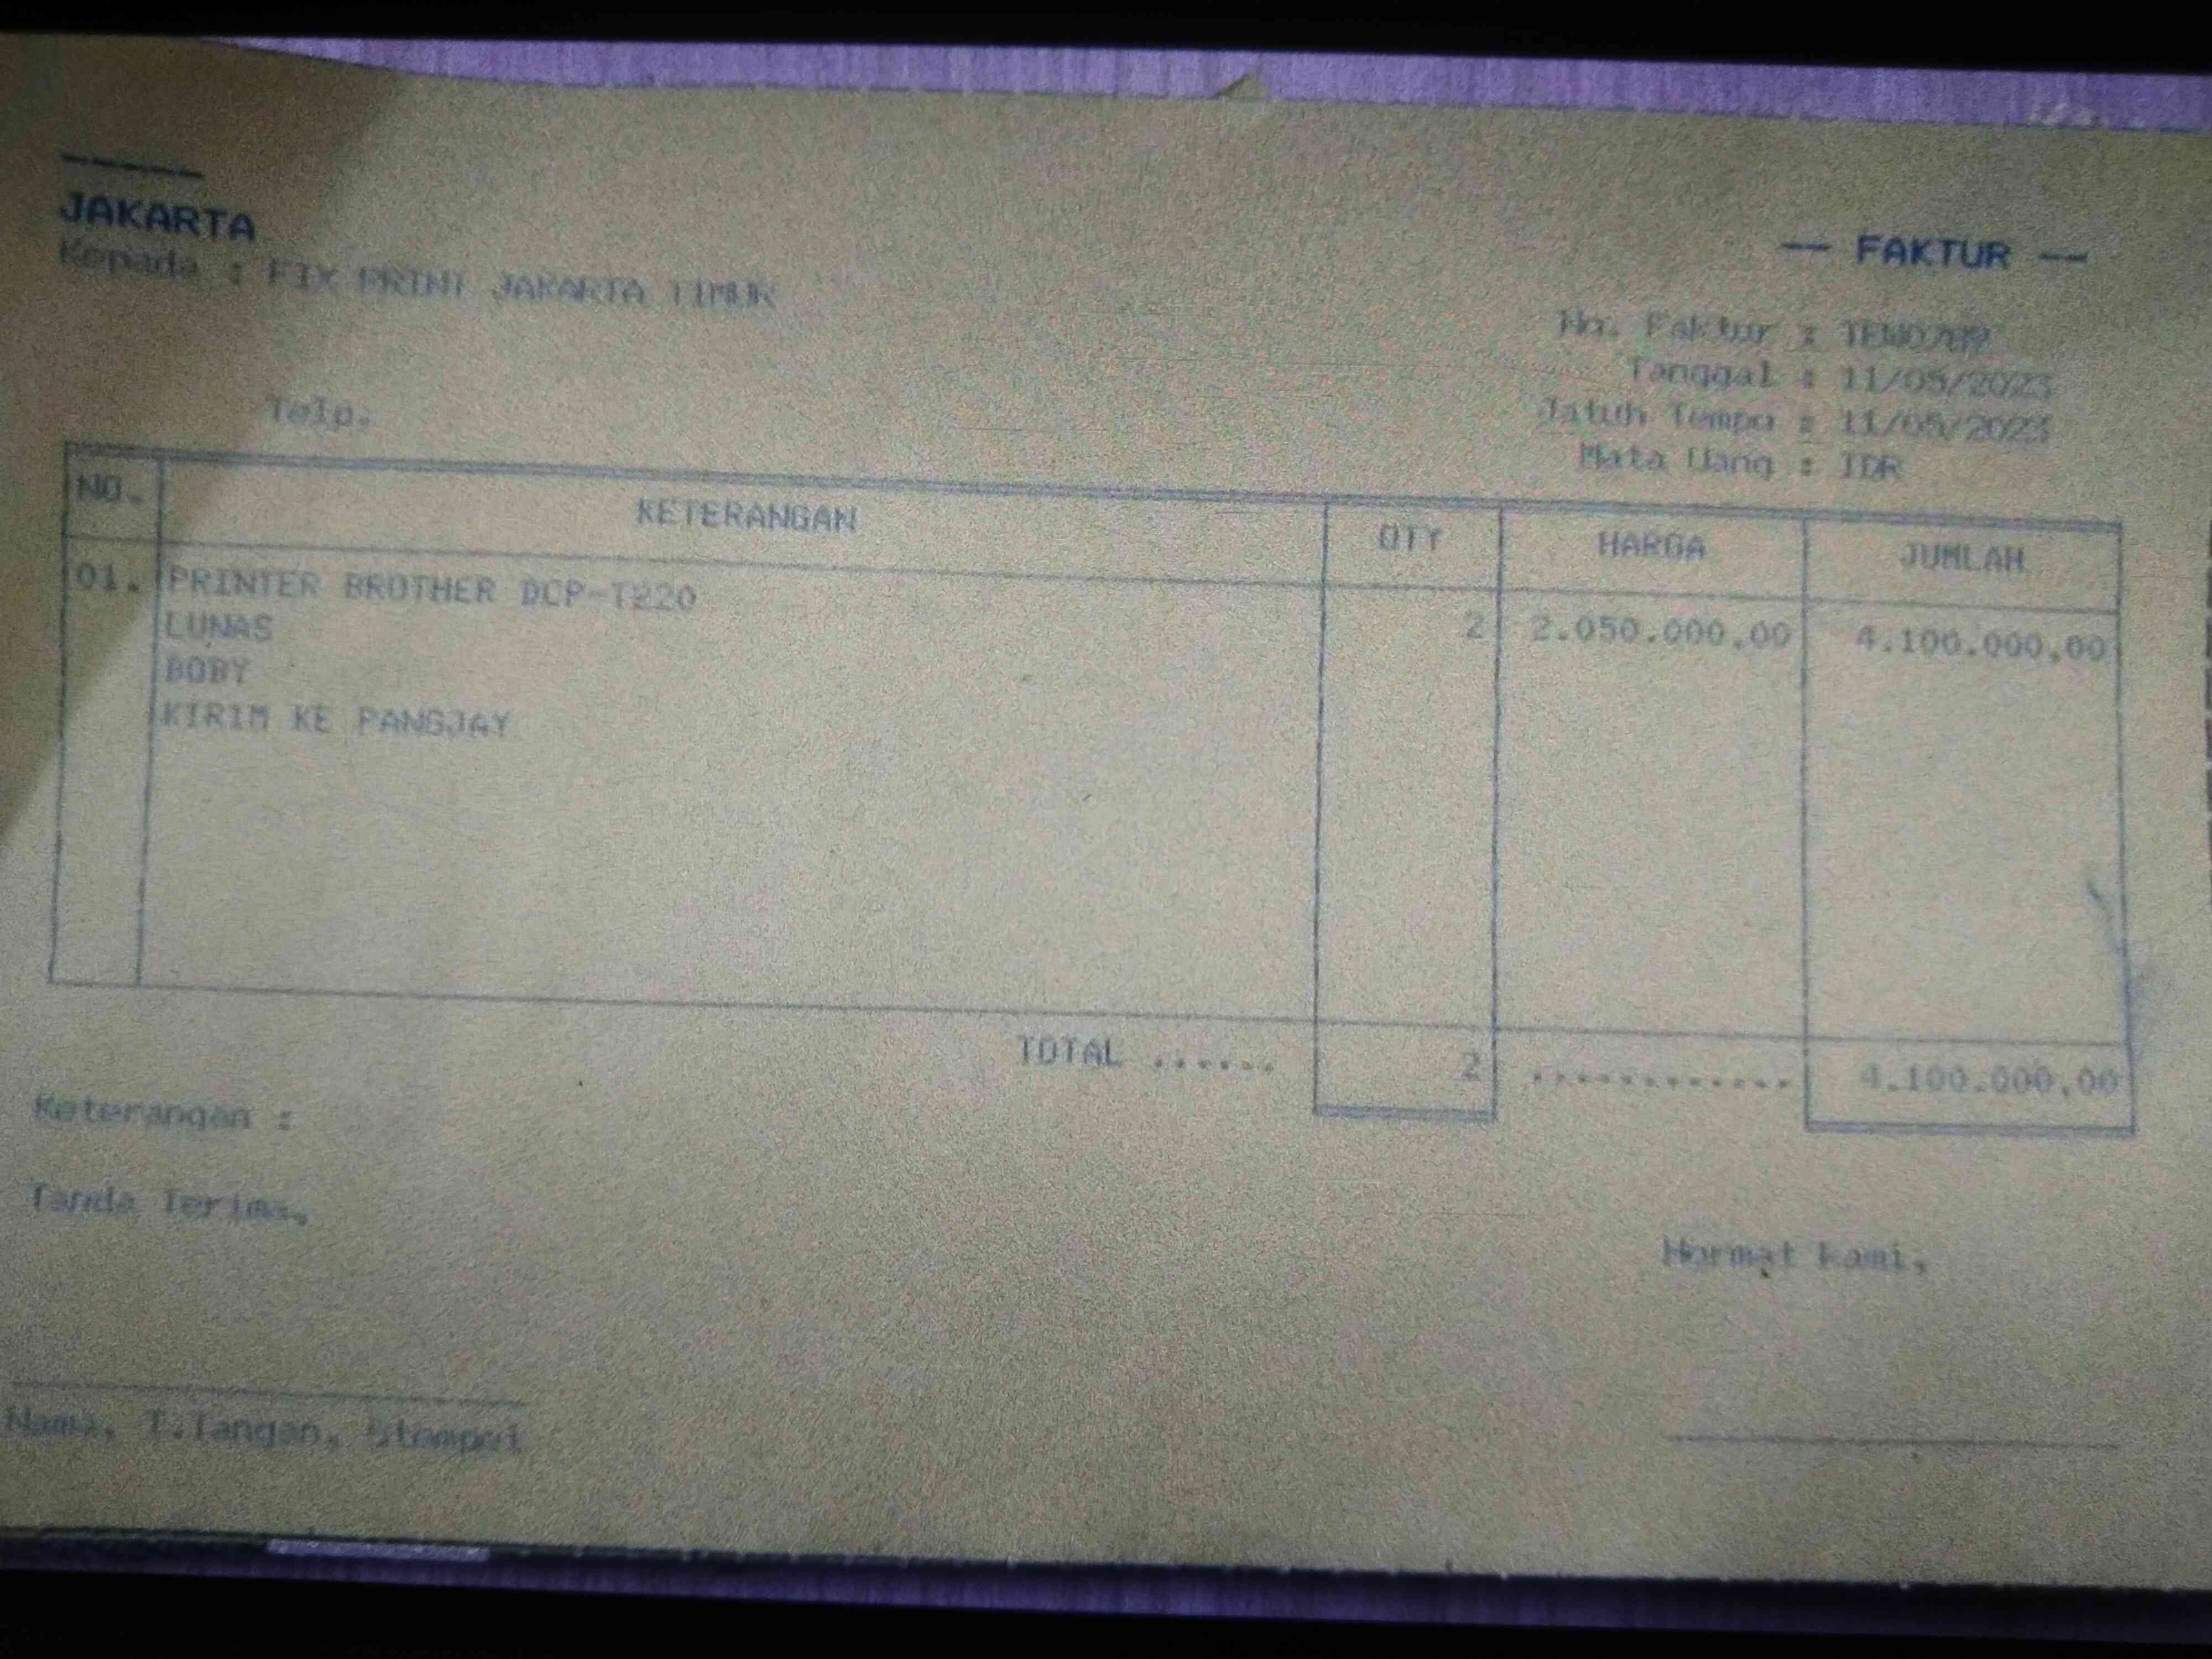 -----
JAKARTA
-- FAKTUR --
Kepada : FIX PRINT JAKARTA TIMUR
No. Faktur :
Tanggal : 11/05/2023
Jatuh Tempo : 11/05/2023
Mata Uang : IDR
Telp.
NO. KETERANGAN QTY HARGA JUMLAH
01. PRINTER BROTHER DCP-T220 2 2.050.000,00 4.100.000,00
LUNAS
BOBY
KIRIM KE PANGJAY
TOTAL ...... 2 ............ 4.100.000,00
Keterangan :
Tanda Terima,
Hormat Kami,
Nama, T.Tangan, Stempel